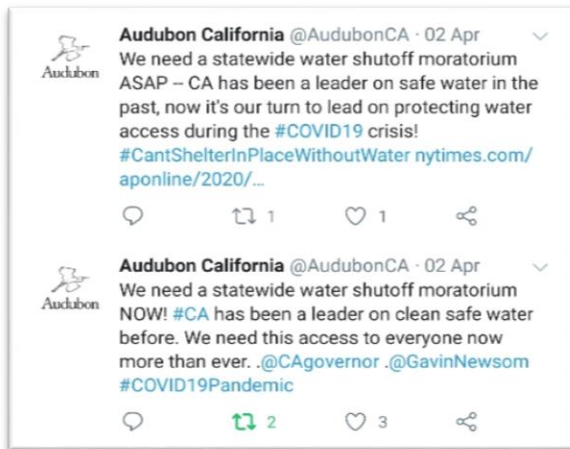 Audubon California @AudubonCA · 02 Apr
We need a statewide water shutoff moratorium
ASAP -- CA has been a leader on safe water in the
past, now it's our turn to lead on protecting water
access during the #COVID19 crisis!
#CantShelterInPlaceWithoutWater nytimes.com/
aponline/2020/...
Audubon
1
1
Audubon California @AudubonCA · 02 Apr
We need a statewide water shutoff moratorium
NOW! #CA has been a leader on clean safe water
before. We need this access to everyone now
more than ever. .@CAgovernor .@GavinNewsom
#COVID19Pandemic
Audubon
2
3